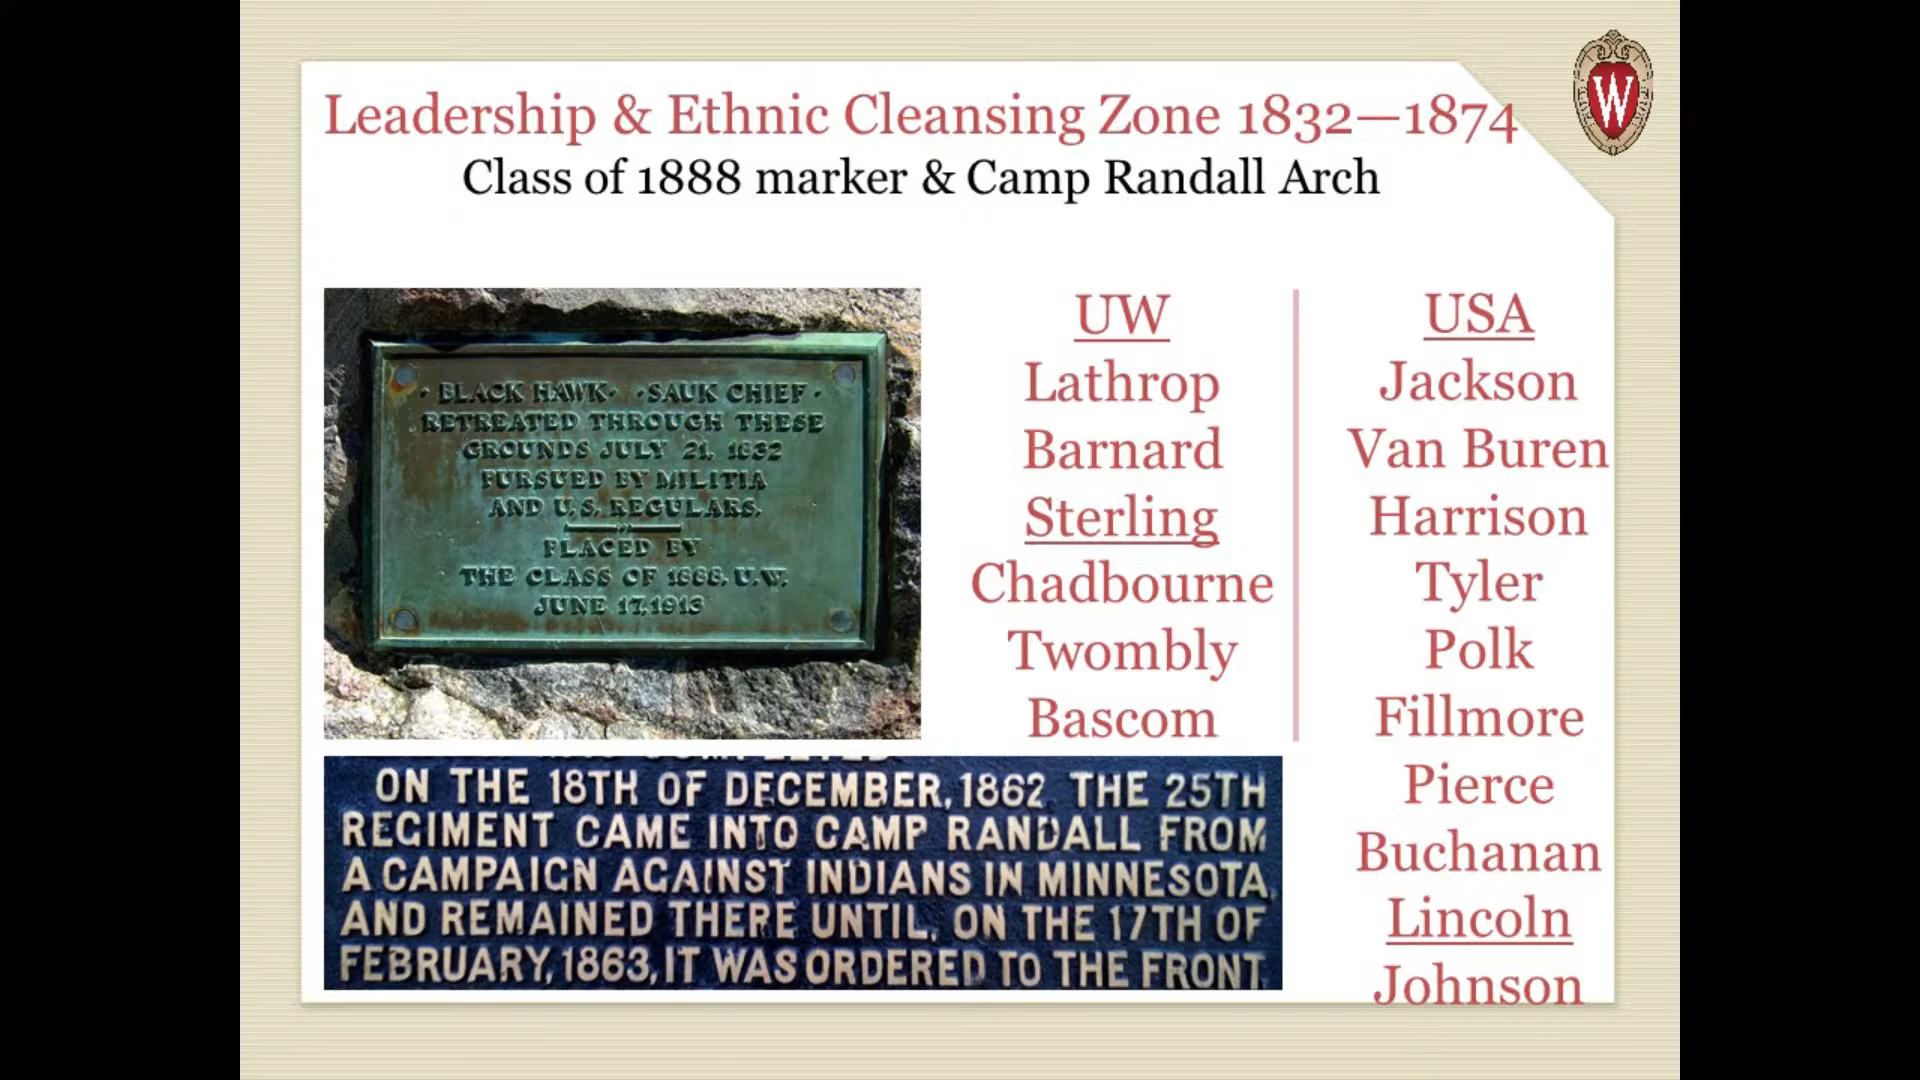 Leadership & Ethnic Cleansing Zone 1832—1874
Class of 1888 marker & Camp Randall Arch
W
· BLACK HAWK · · SAUK CHIEF ·
RETREATED THROUGH THESE
GROUNDS JULY 21, 1832
PURSUED BY MILITIA
AND U.S. REGULARS.
PLACED BY
THE CLASS OF 1888, U.W.
JUNE 17, 1913
ON THE 18TH OF DECEMBER, 1862 THE 25TH
REGIMENT CAME INTO CAMP RANDALL FROM
A CAMPAIGN AGAINST INDIANS IN MINNESOTA,
AND REMAINED THERE UNTIL, ON THE 17TH OF
FEBRUARY, 1863, IT WAS ORDERED TO THE FRONT.
UW
Lathrop
Barnard
Sterling
Chadbourne
Twombly
Bascom
USA
Jackson
Van Buren
Harrison
Tyler
Polk
Fillmore
Pierce
Buchanan
Lincoln
Johnson